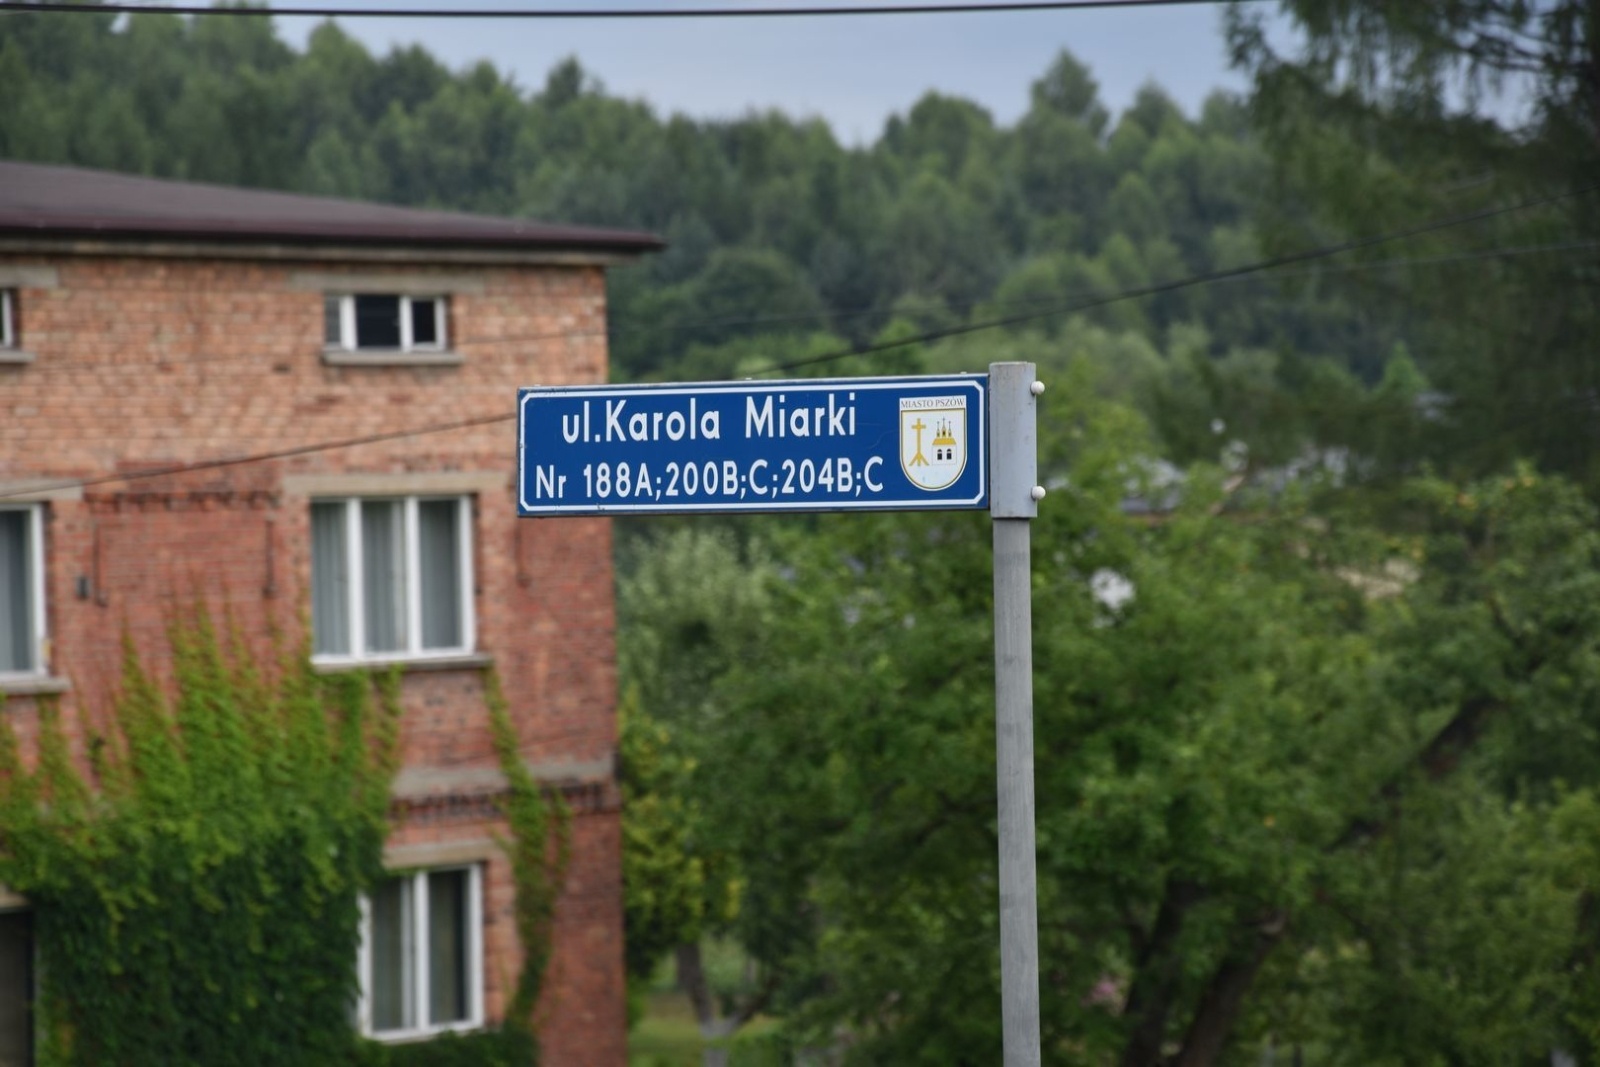 ul.Karola Miarki
Nr 188A;200B;C;204B;C
MIASTO PSZÓW